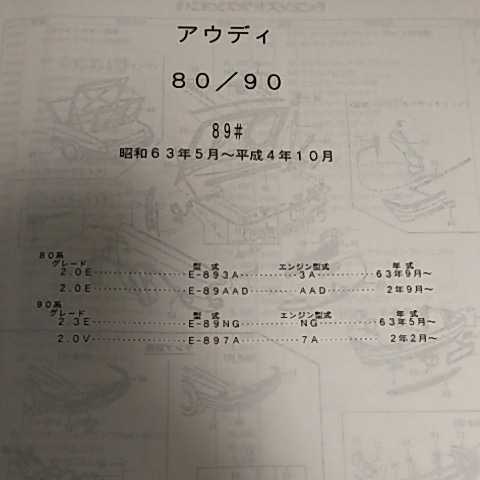 アウディ
８０／９０
８９＃
昭和６３年５月～平成４年１０月
８０系
グレード 型式 エンジン型式 年式
２．０Ｅ・・・・・・・・・・・・・・・Ｅ－８９３Ａ・・・・・・・・・３Ａ・・・・・・・・・６３年９月～
２．０Ｅ・・・・・・・・・・・・・・・Ｅ－８９ＡＡＤ・・・・・・・ＡＡＤ・・・・・・・・２年９月～
９０系
グレード 型式 エンジン型式 年式
２．３Ｅ・・・・・・・・・・・・・・・Ｅ－８９ＮＧ・・・・・・・・ＮＧ・・・・・・・・・６３年５月～
２．０Ｖ・・・・・・・・・・・・・・・Ｅ－８９７Ａ・・・・・・・・・７Ａ・・・・・・・・２年２月～